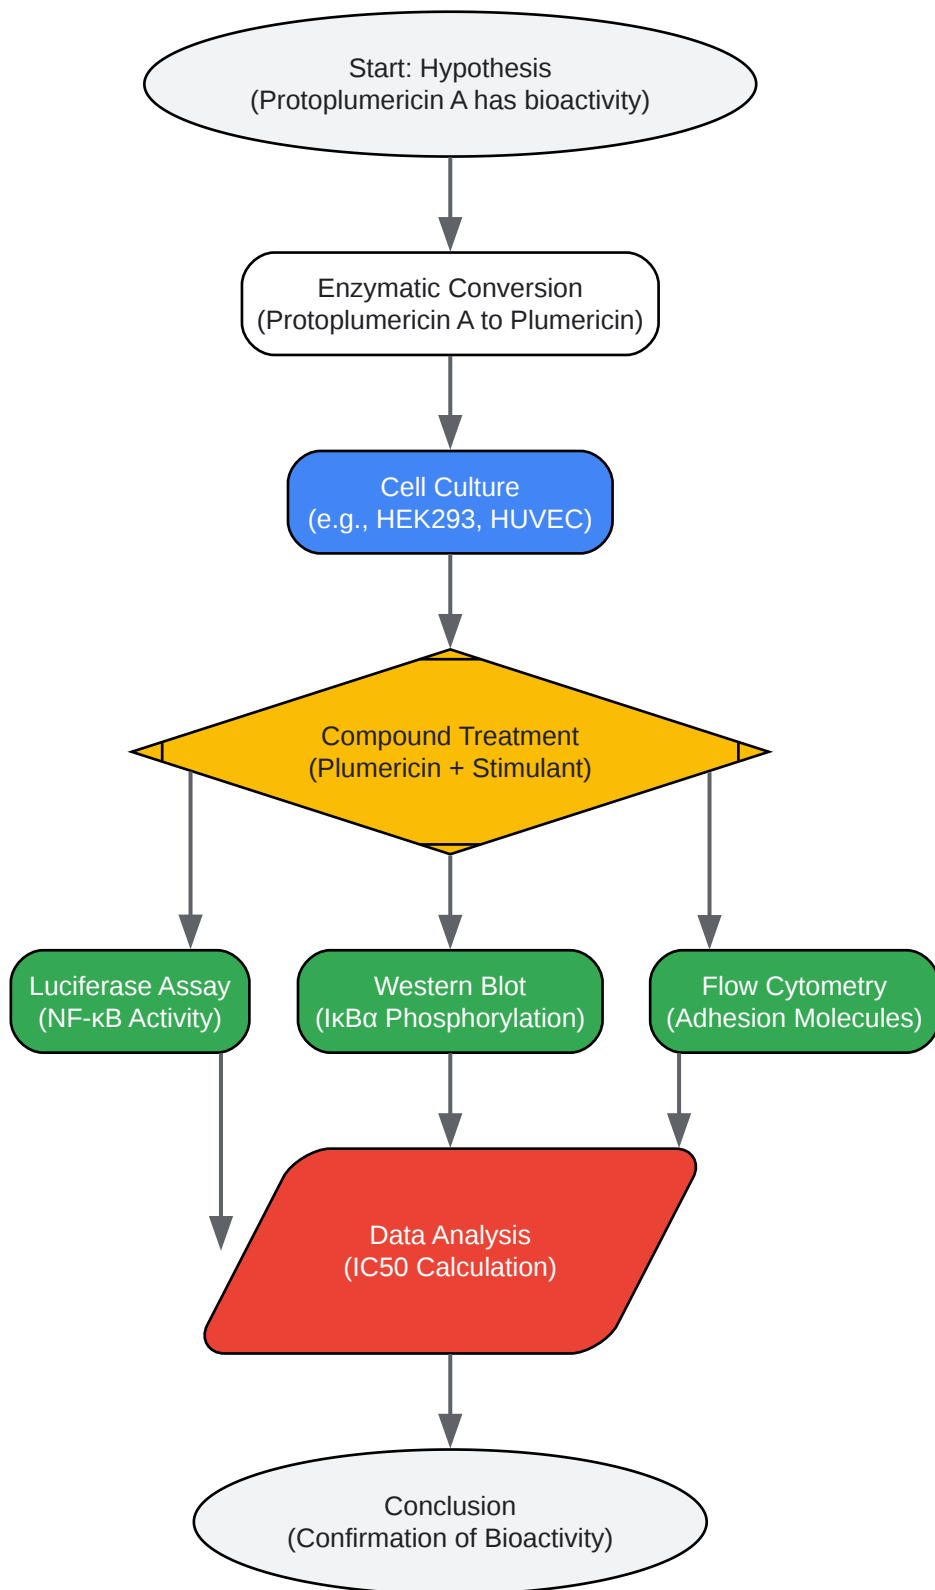 Start: Hypothesis
(Protoplumericin A has bioactivity)
Enzymatic Conversion
(Protoplumericin A to Plumericin)
Cell Culture
(e.g., HEK293, HUVEC)
Compound Treatment
(Plumericin + Stimulant)
Luciferase Assay
(NF-κB Activity)
Western Blot
(IκBα Phosphorylation)
Flow Cytometry
(Adhesion Molecules)
Data Analysis
(IC50 Calculation)
Conclusion
(Confirmation of Bioactivity)